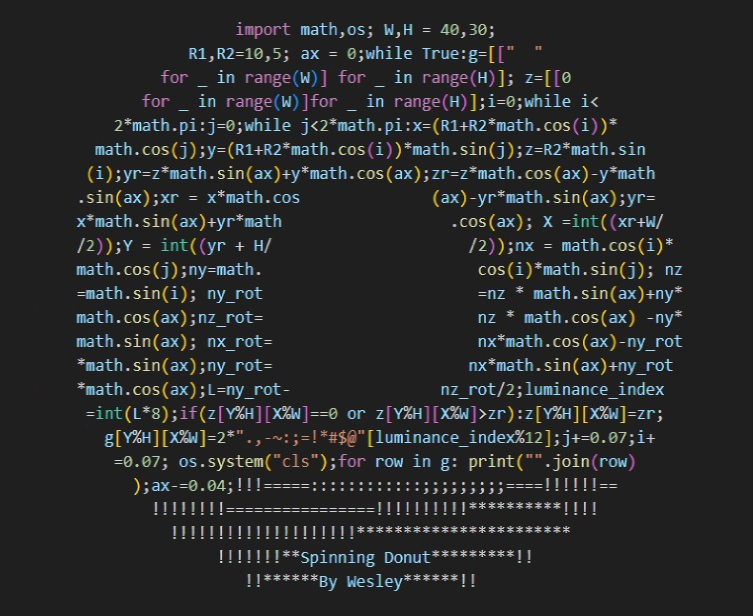 import math,os; W,H = 40,30;
R1,R2=10,5; ax = 0;while True:g=[["  "
for _ in range(W)] for _ in range(H)]; z=[[0
for _ in range(W)]for _ in range(H)];i=0;while i<
2*math.pi:j=0;while j<2*math.pi:x=(R1+R2*math.cos(i))*
math.cos(j);y=(R1+R2*math.cos(i))*math.sin(j);z=R2*math.sin
(i);yr=z*math.sin(ax)+y*math.cos(ax);zr=z*math.cos(ax)-y*math
.sin(ax);xr = x*math.cos (ax)-yr*math.sin(ax);yr=
x*math.sin(ax)+yr*math .cos(ax); X =int((xr+W/
/2));Y = int((yr + H/ /2));nx = math.cos(i)*
math.cos(j);ny=math. cos(i)*math.sin(j); nz
=math.sin(i); ny_rot =nz * math.sin(ax)+ny*
math.cos(ax);nz_rot= nz * math.cos(ax) -ny*
math.sin(ax); nx_rot= nx*math.cos(ax)-ny_rot
*math.sin(ax);ny_rot= nx*math.sin(ax)+ny_rot
*math.cos(ax);L=ny_rot- nz_rot/2;luminance_index
=int(L*8);if(z[Y%H][X%W]==0 or z[Y%H][X%W]>zr):z[Y%H][X%W]=zr;
g[Y%H][X%W]=2*".,-~:;=!*#$@"[luminance_index%12];j+=0.07;i+
=0.07; os.system("cls");for row in g: print("".join(row)
);ax-=0.04;!!!=====::::::::::::;;;;;;;;;====!!!!!!==
!!!!!!!!================!!!!!!!!!!**********!!!!
!!!!!!!!!!!!!!!!!!!!***********************
!!!!!!!**Spinning Donut*********!!
!!******By Wesley******!!